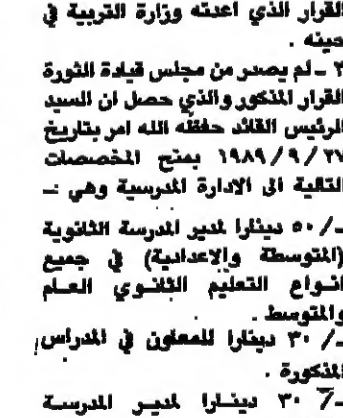 القرار الذي اعدته وزارة التربية في
حينه .
٣ ـ لم يصدر من مجلس قيادة الثورة
القرار المذكور والذي حصل ان السيد
الرئيس القائد حفظه الله امر بتاريخ
٢٧ / ٩ / ١٩٨٩ بمنح المخصصات
التالية الى الادارة المدرسية وهي :ـ
ـ/ ٥٠ دينارا لمدير المدرسة الثانوية
(المتوسطة والاعدادية) في جميع
انواع التعليم الثانوي العام
والمتوسط .
ـ/ ٣٠ دينارا للمعاون في المدارس
المذكورة .
ـ/ ٣٠ دينارا لمدير المدرسة